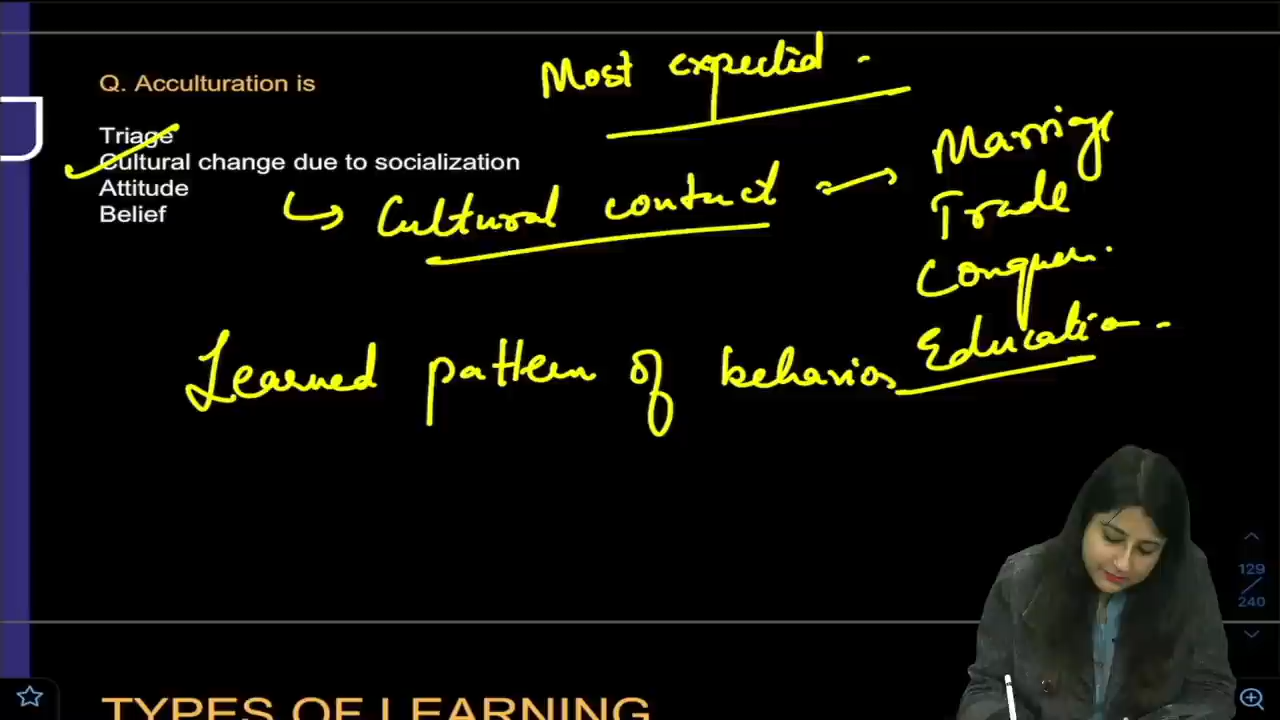 Q. Acculturation is
Most expected.
Triage
Cultural change due to socialization
Attitude
Belief
Cultural contact
Marriage
Trade
Conquer.
Education.
Learned pattern of behavior
129
240
TYPES OF LEARNING